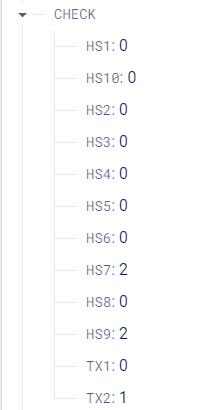 CHECK
HS1: 0
HS10: 0
HS2: 0
HS3: 0
HS4: 0
HS5: 0
HS6: 0
HS7: 2
HS8: 0
HS9: 2
TX1: 0
TX2: 1